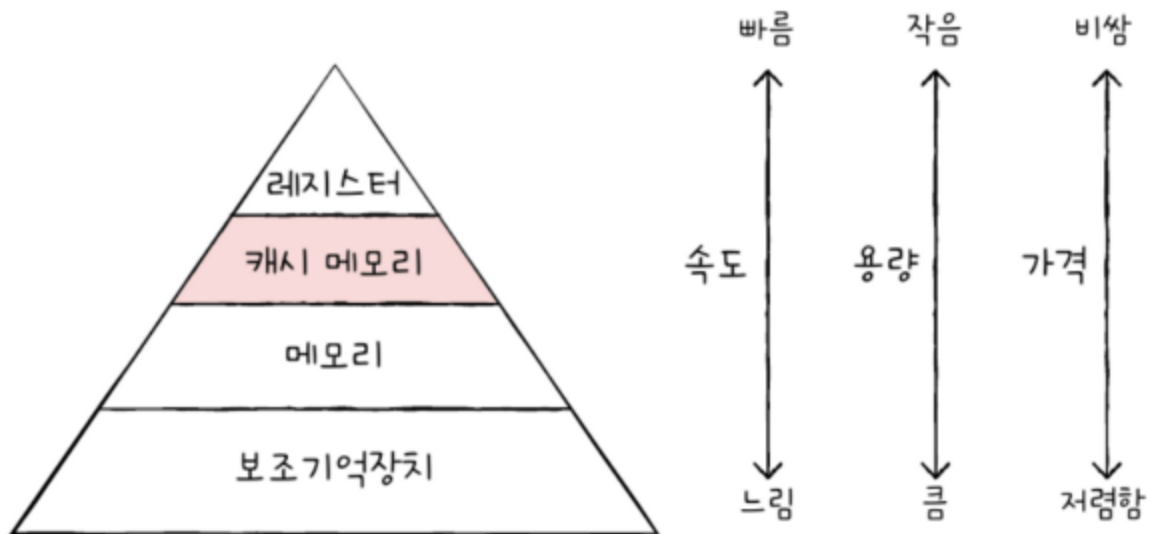 빠름 작음 비쌈
레지스터
캐시 메모리
속도 용량 가격
메모리
보조기억장치
느림 큼 저렴함